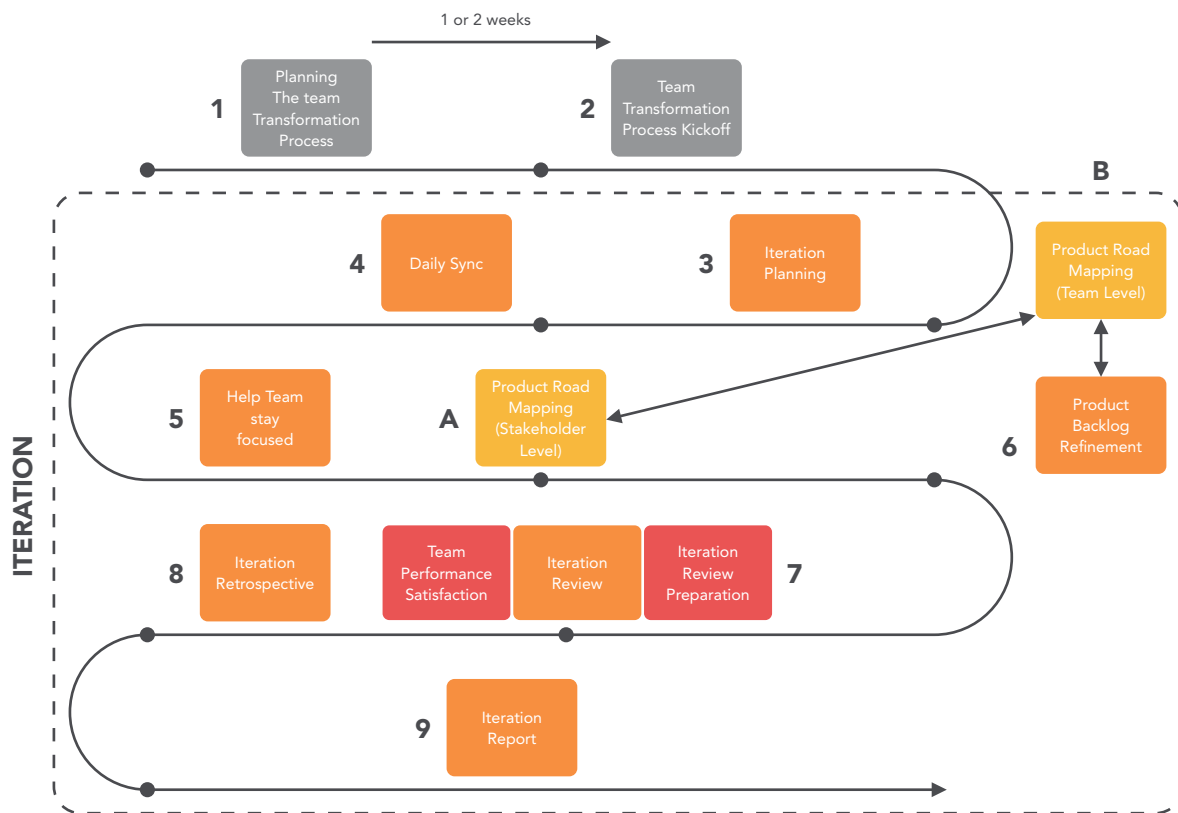 1 or 2 weeks
1
Planning
The team
Transformation
Process
2
Team
Transformation
Process Kickoff
B
4
Daily Sync
3
Iteration
Planning
Product Road
Mapping
(Team Level)
5
Help Team
stay
focused
A
Product Road
Mapping
(Stakeholder
Level)
6
Product
Backlog
Refinement
ITERATION
8
Iteration
Retrospective
Team
Performance
Satisfaction
Iteration
Review
Iteration
Review
Preparation
7
9
Iteration
Report